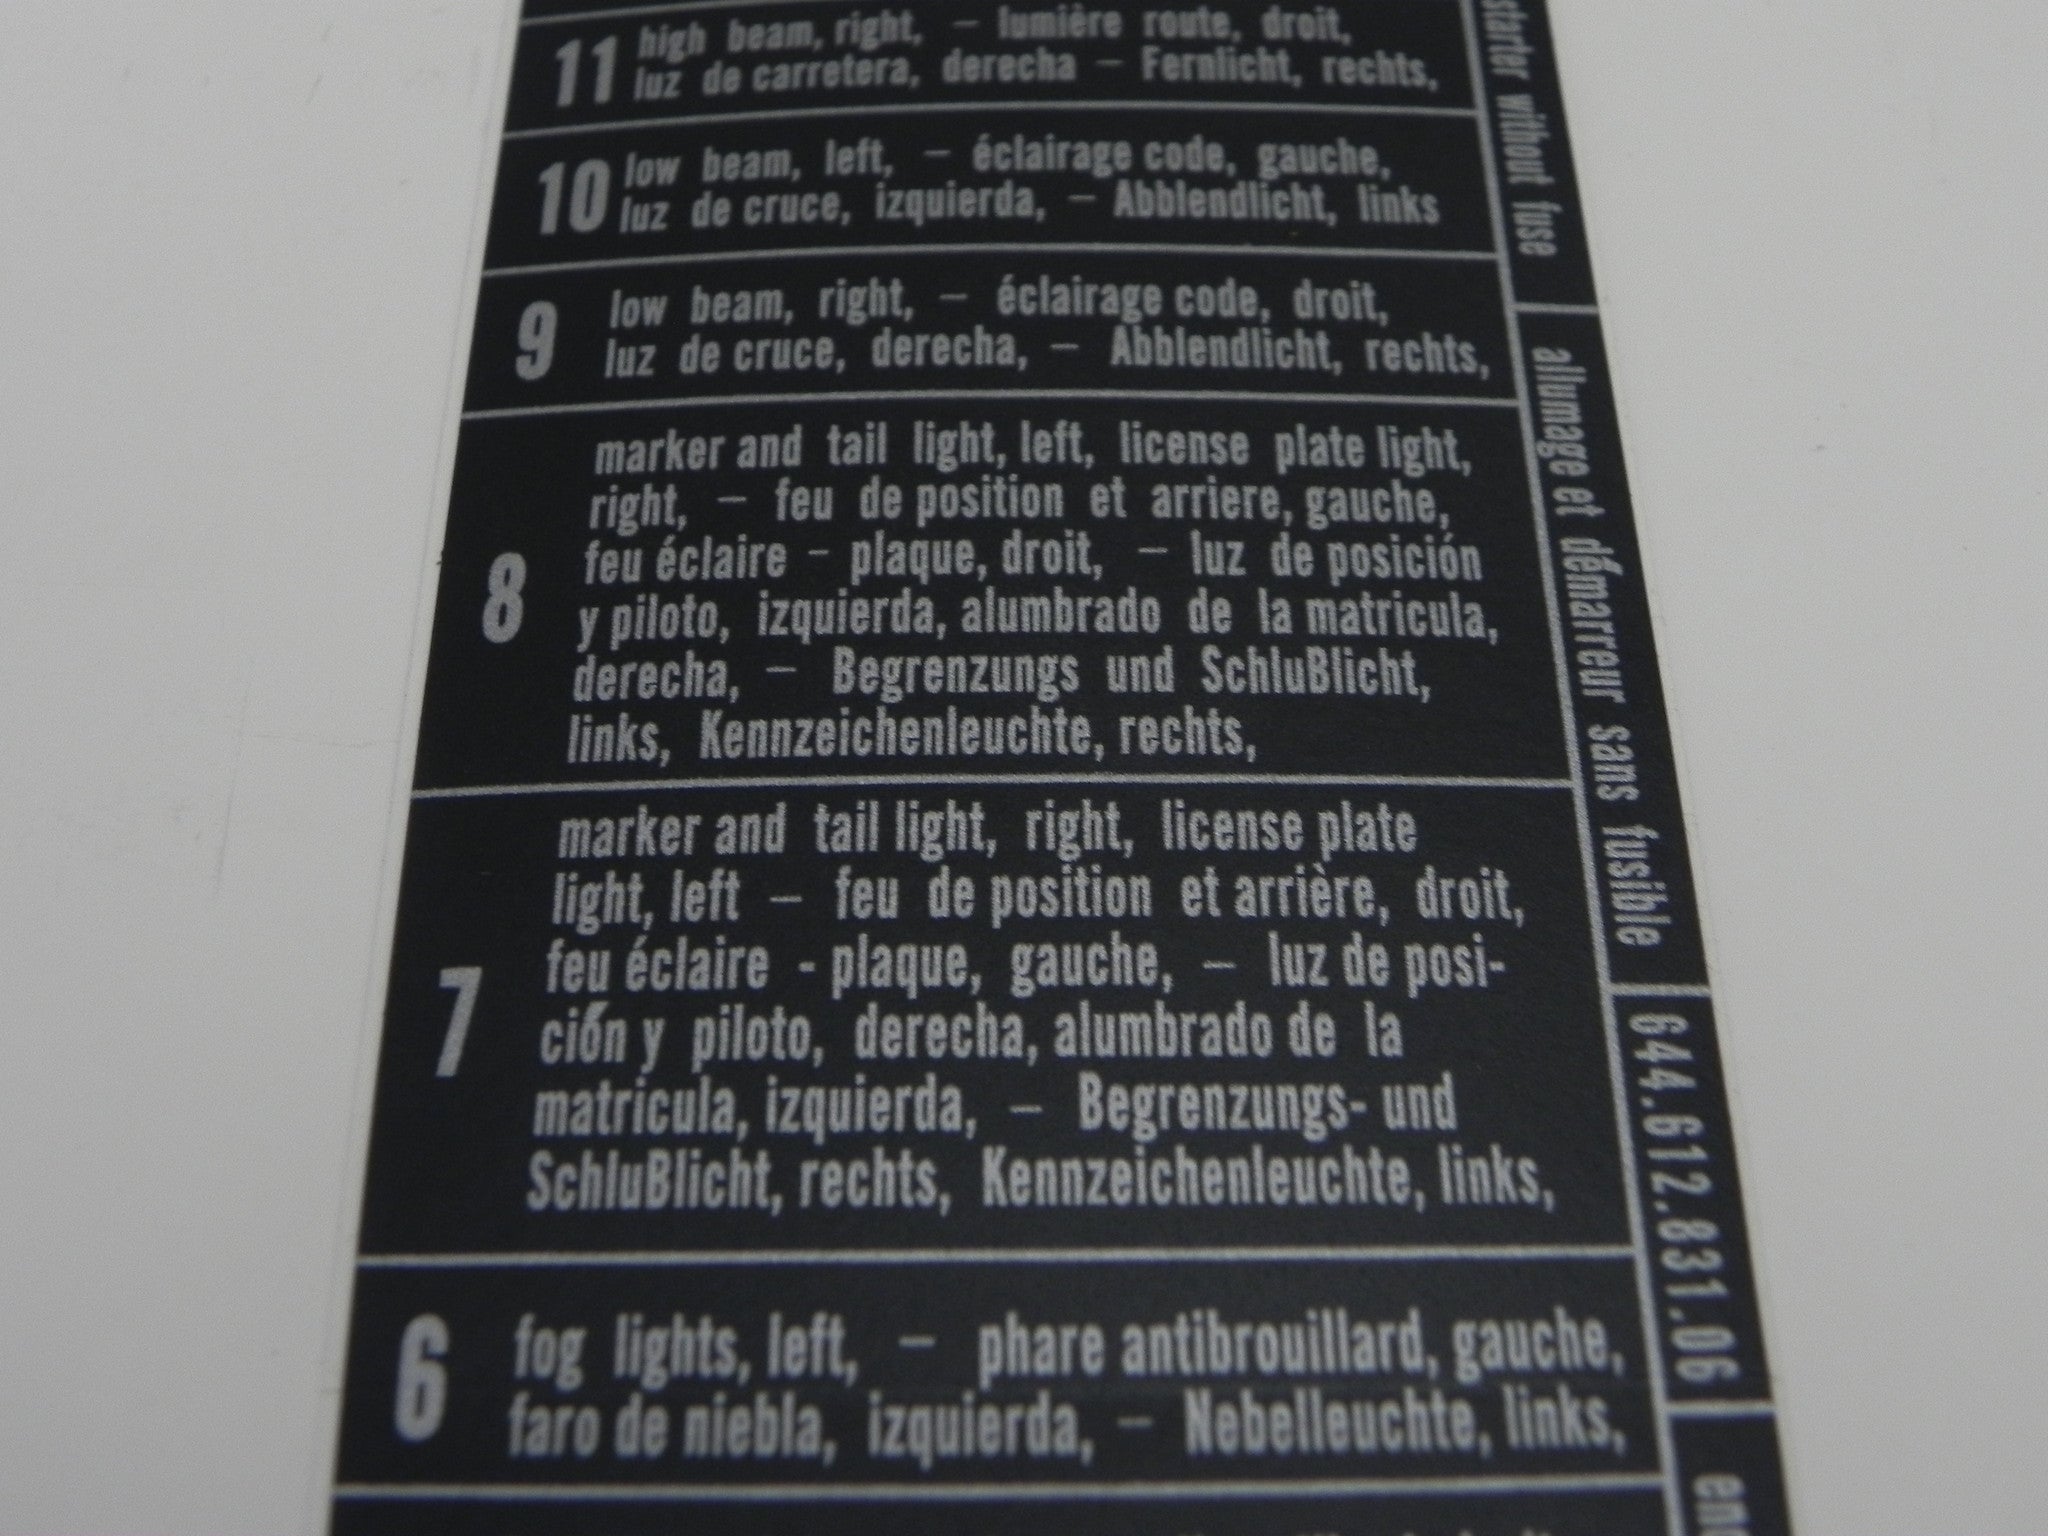 11
high beam, right, – lumière route, droit,
luz de carretera, derecha – Fernlicht, rechts,
10
low beam, left, – éclairage code, gauche,
luz de cruce, izquierda, – Abblendlicht, links
9
low beam, right, – éclairage code, droit,
luz de cruce, derecha, – Abblendlicht, rechts,
8
marker and tail light, left, license plate light,
right, – feu de position et arriere, gauche,
feu éclaire – plaque, droit, – luz de posición
y piloto, izquierda, alumbrado de la matricula,
derecha, – Begrenzungs und SchluBlicht,
links, Kennzeichenleuchte, rechts,
7
marker and tail light, right, license plate
light, left – feu de position et arrière, droit,
feu éclaire - plaque, gauche, – luz de posi-
ción y piloto, derecha, alumbrado de la
matricula, izquierda, – Begrenzungs- und
SchluBlicht, rechts, Kennzeichenleuchte, links,
6
fog lights, left, – phare antibrouillard, gauche,
faro de niebla, izquierda, – Nebelleuchte, links,
starter without fuse
allumage et démarreur sans fusible
644.612.831.06